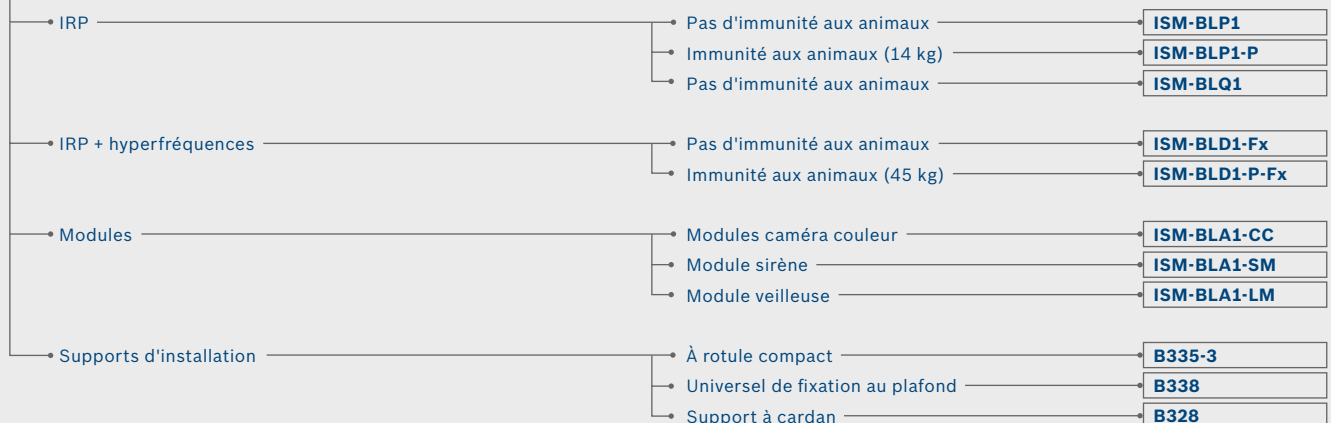 IRP Pas d'immunité aux animaux ISM-BLP1
Immunité aux animaux (14 kg) ISM-BLP1-P
Pas d'immunité aux animaux ISM-BLQ1
IRP + hyperfréquences Pas d'immunité aux animaux ISM-BLD1-Fx
Immunité aux animaux (45 kg) ISM-BLD1-P-Fx
Modules Modules caméra couleur ISM-BLA1-CC
Module sirène ISM-BLA1-SM
Module veilleuse ISM-BLA1-LM
Supports d'installation À rotule compact B335-3
Universel de fixation au plafond B338
Support à cardan B328